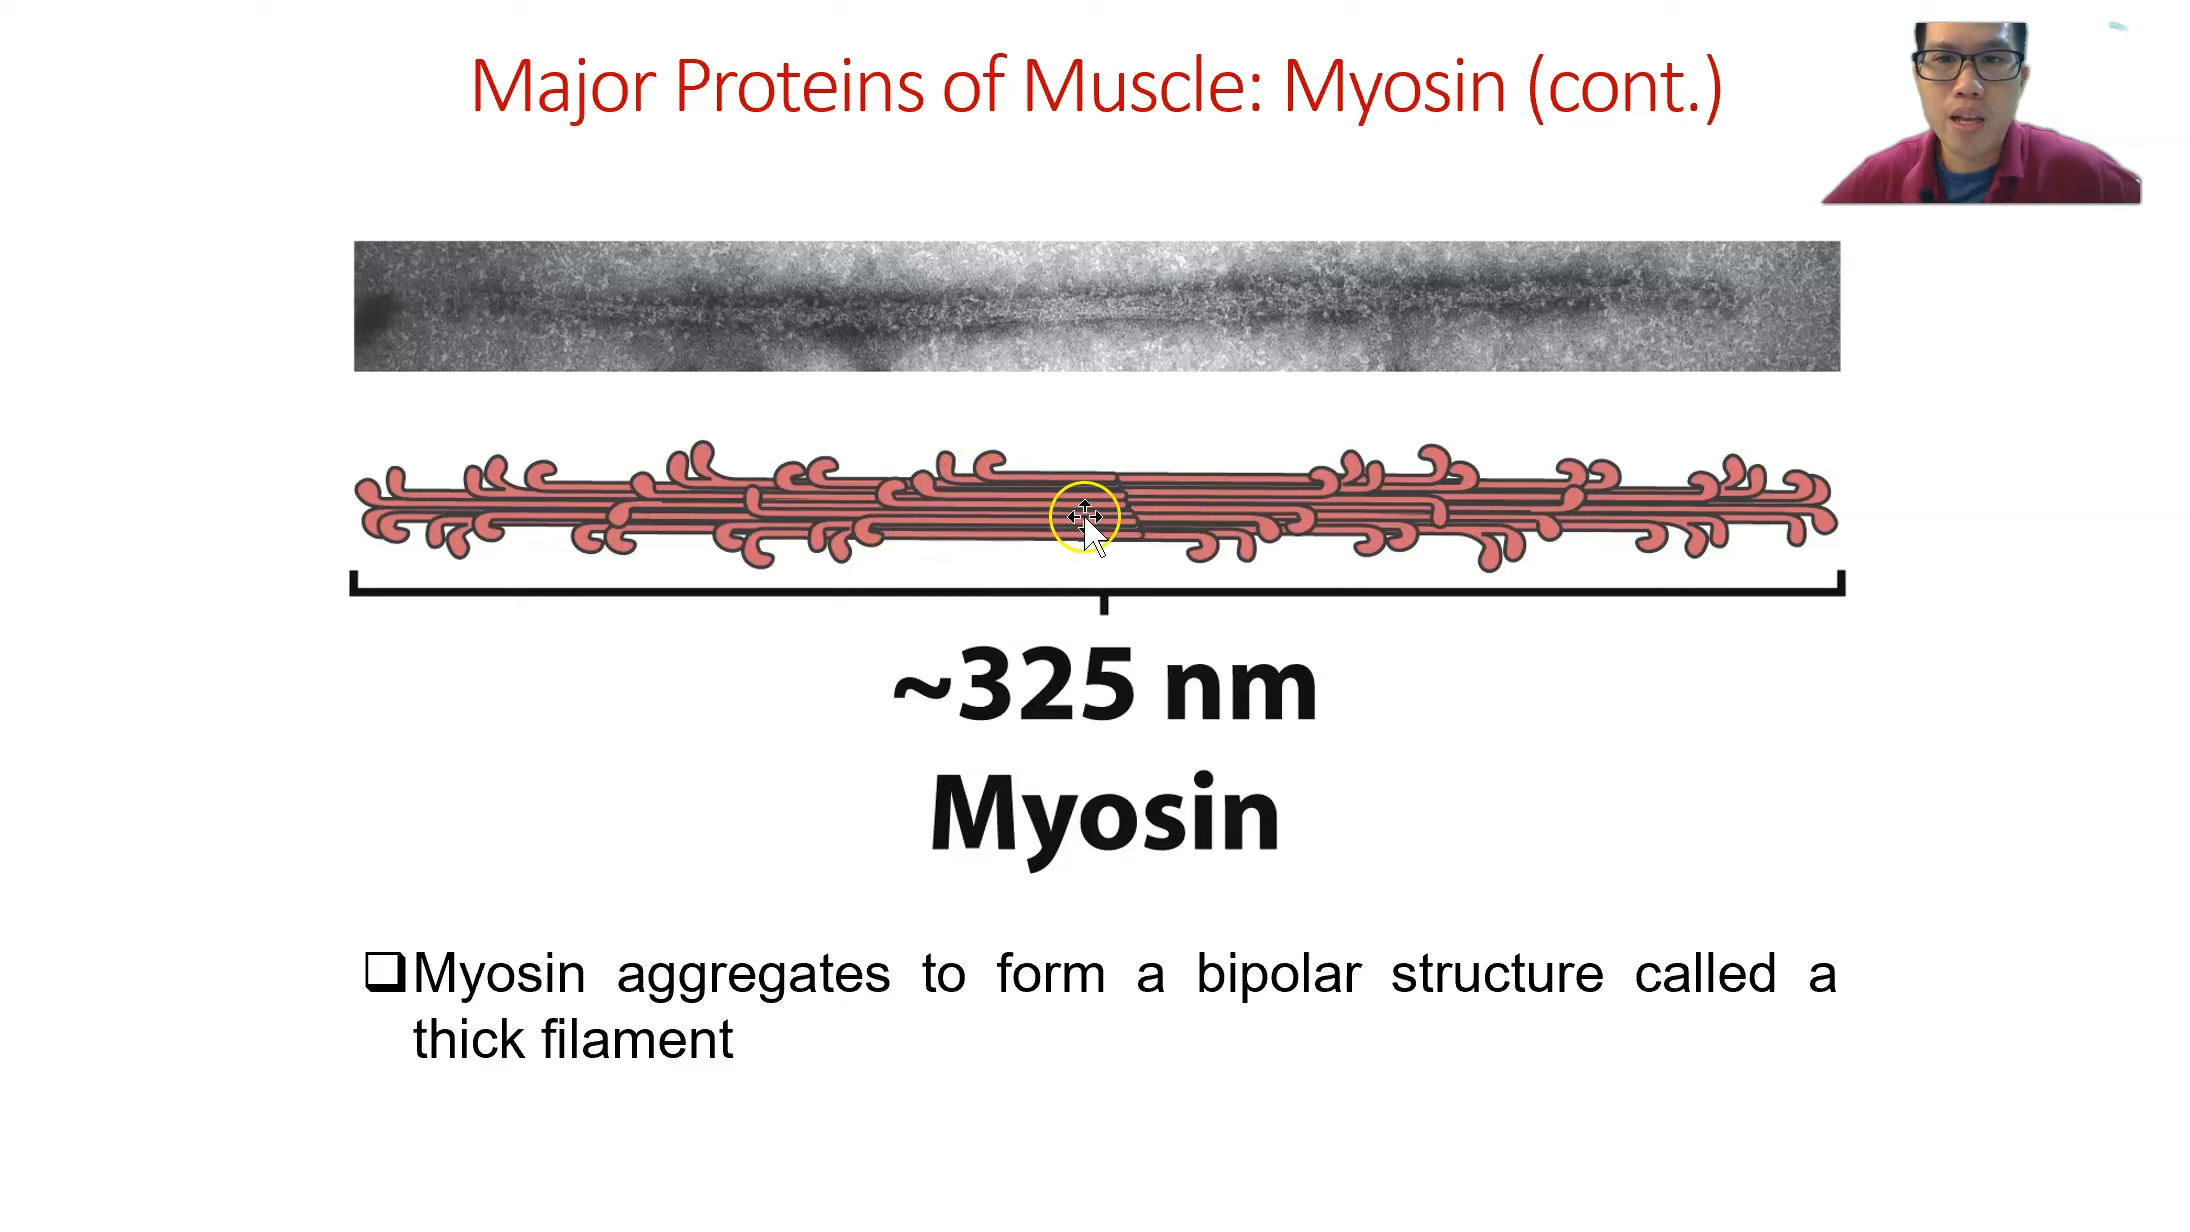 Major Proteins of Muscle: Myosin (cont.)
~325 nm
Myosin
Myosin aggregates to form a bipolar structure called a
thick filament